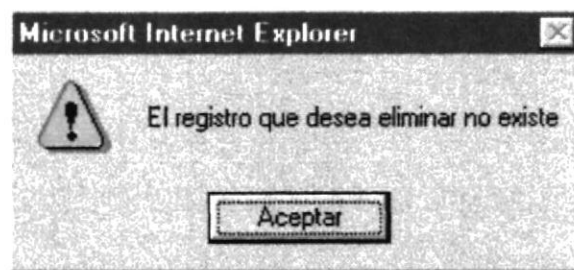 Microsoft Internet Explorer
El registro que desea eliminar no existe
Aceptar